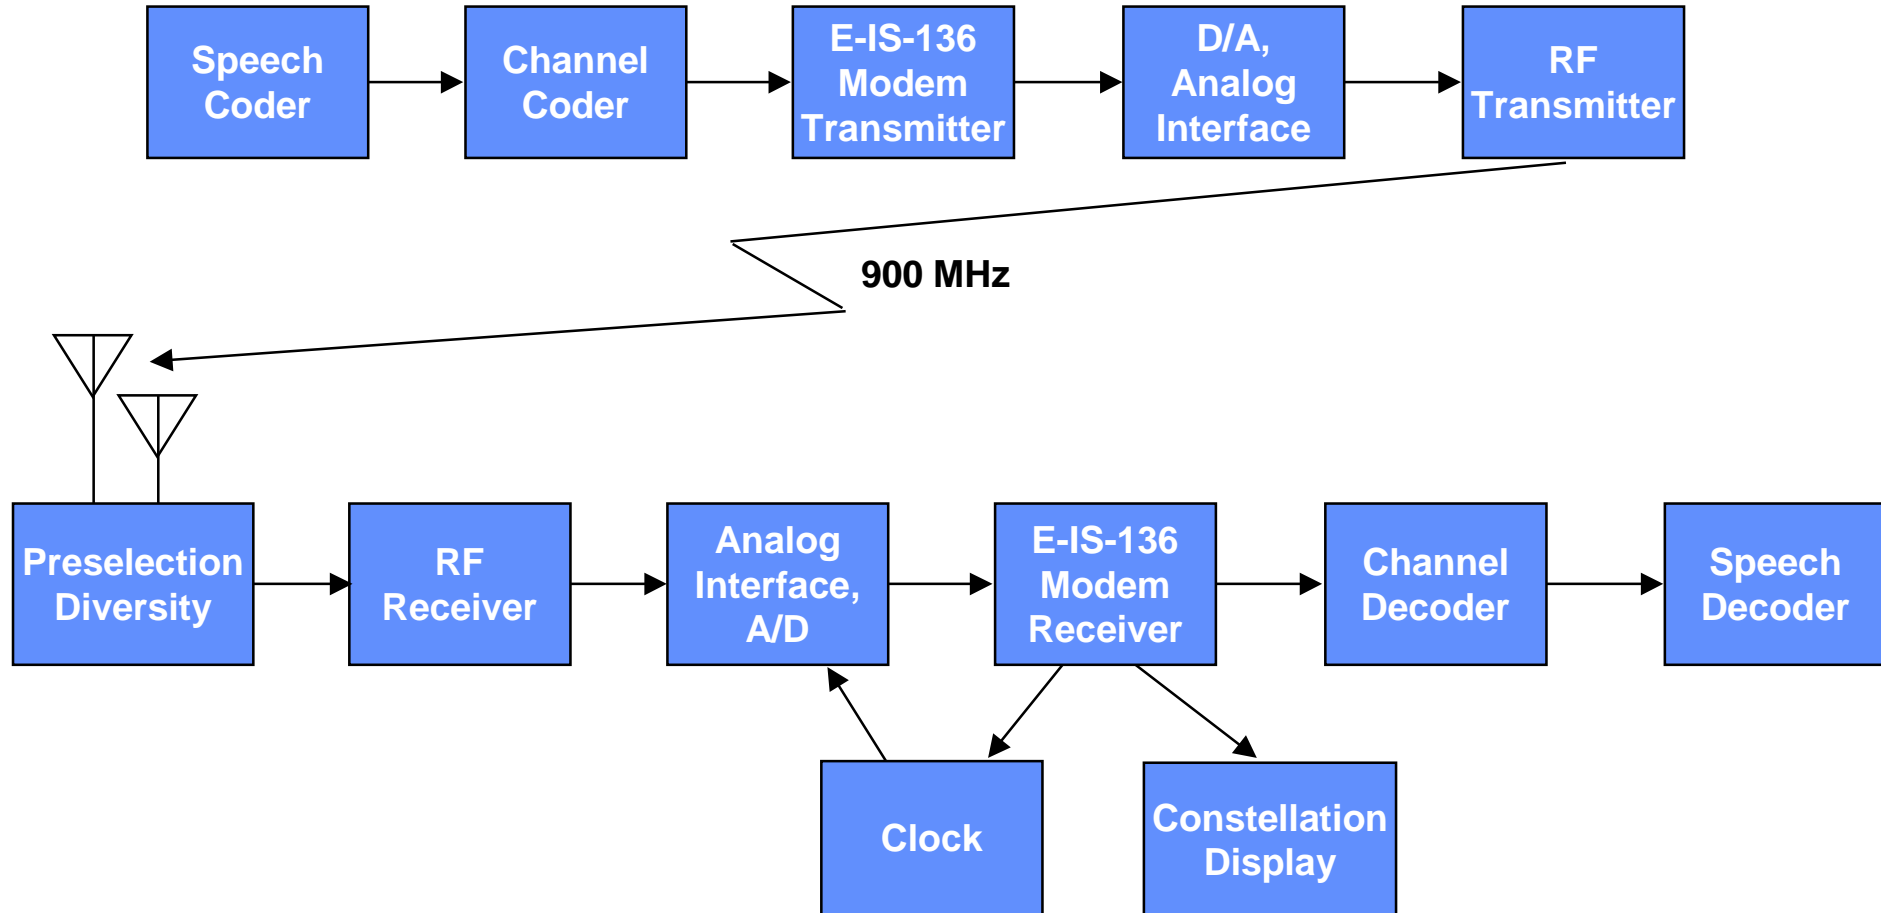 Speech
Coder
Channel
Coder
E-IS-136
Modem
Transmitter
D/A,
Analog
Interface
RF
Transmitter
900 MHz
Preselection
Diversity
RF
Receiver
Analog
Interface,
A/D
E-IS-136
Modem
Receiver
Channel
Decoder
Speech
Decoder
Clock
Constellation
Display